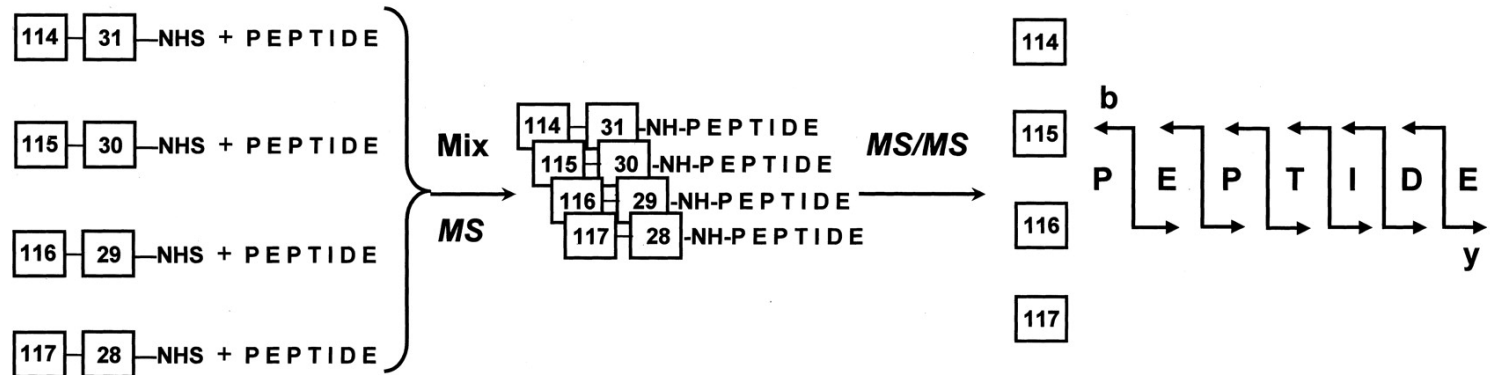 114 31 NHS + PEPTIDE
115 30 NHS + PEPTIDE
116 29 NHS + PEPTIDE
117 28 NHS + PEPTIDE
Mix
MS
114 31 -NH-PEPTIDE
115 30 -NH-PEPTIDE
116 29 -NH-PEPTIDE
117 28 -NH-PEPTIDE
MS/MS
114
115
116
117
b
P E P T I D E
y